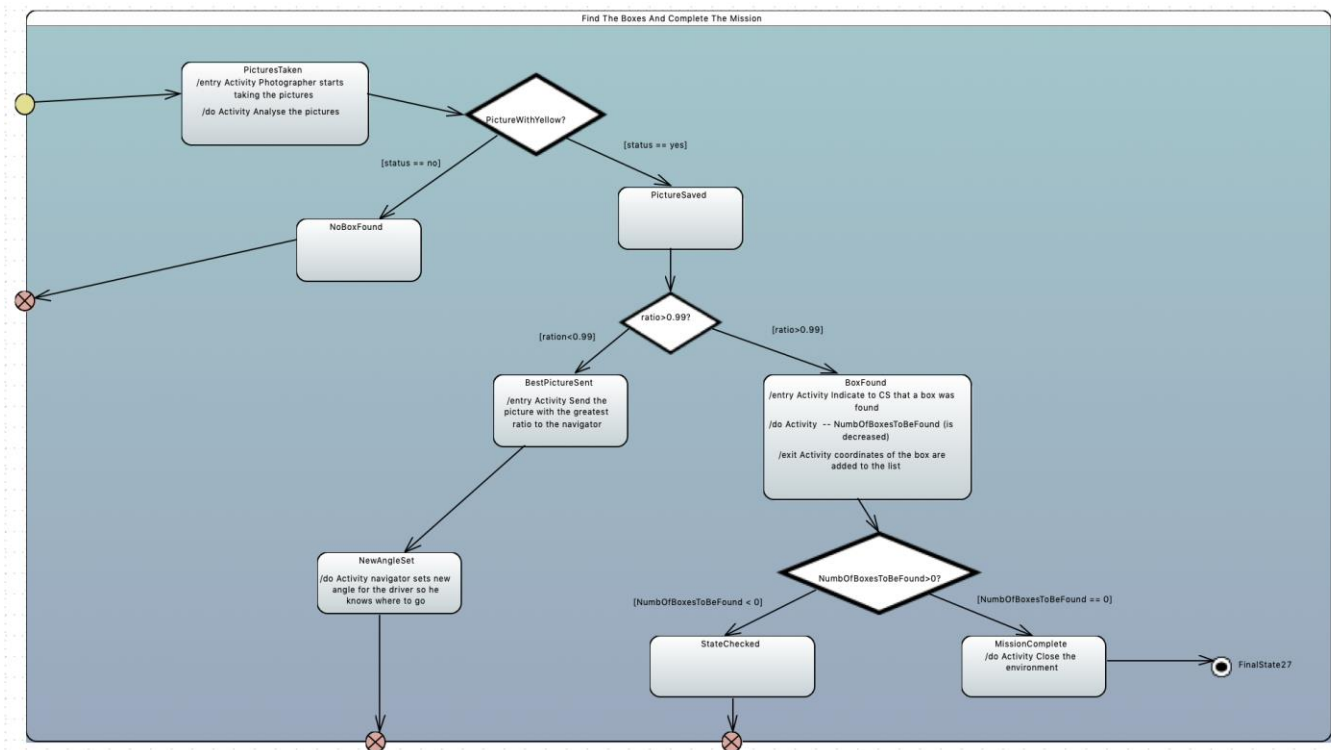 Find The Boxes And Complete The Mission
PicturesTaken
/entry Activity Photographer starts
taking the pictures
/do Activity Analyse the pictures
PictureWithYellow?
[status == no]
[status == yes]
NoBoxFound
PictureSaved
ratio>0.99?
[ration<0.99]
[ratio>0.99]
BestPictureSent
/entry Activity Send the
picture with the greatest
ratio to the navigator
BoxFound
/entry Activity Indicate to CS that a box was
found
/do Activity -- NumbOfBoxesToBeFound (is
decreased)
/exit Activity coordinates of the box are
added to the list
NewAngleSet
/do Activity navigator sets new
angle for the driver so he
knows where to go
NumbOfBoxesToBeFound>0?
[NumbOfBoxesToBeFound < 0]
[NumbOfBoxesToBeFound == 0]
StateChecked
MissionComplete
/do Activity Close the
environment
FinalState27